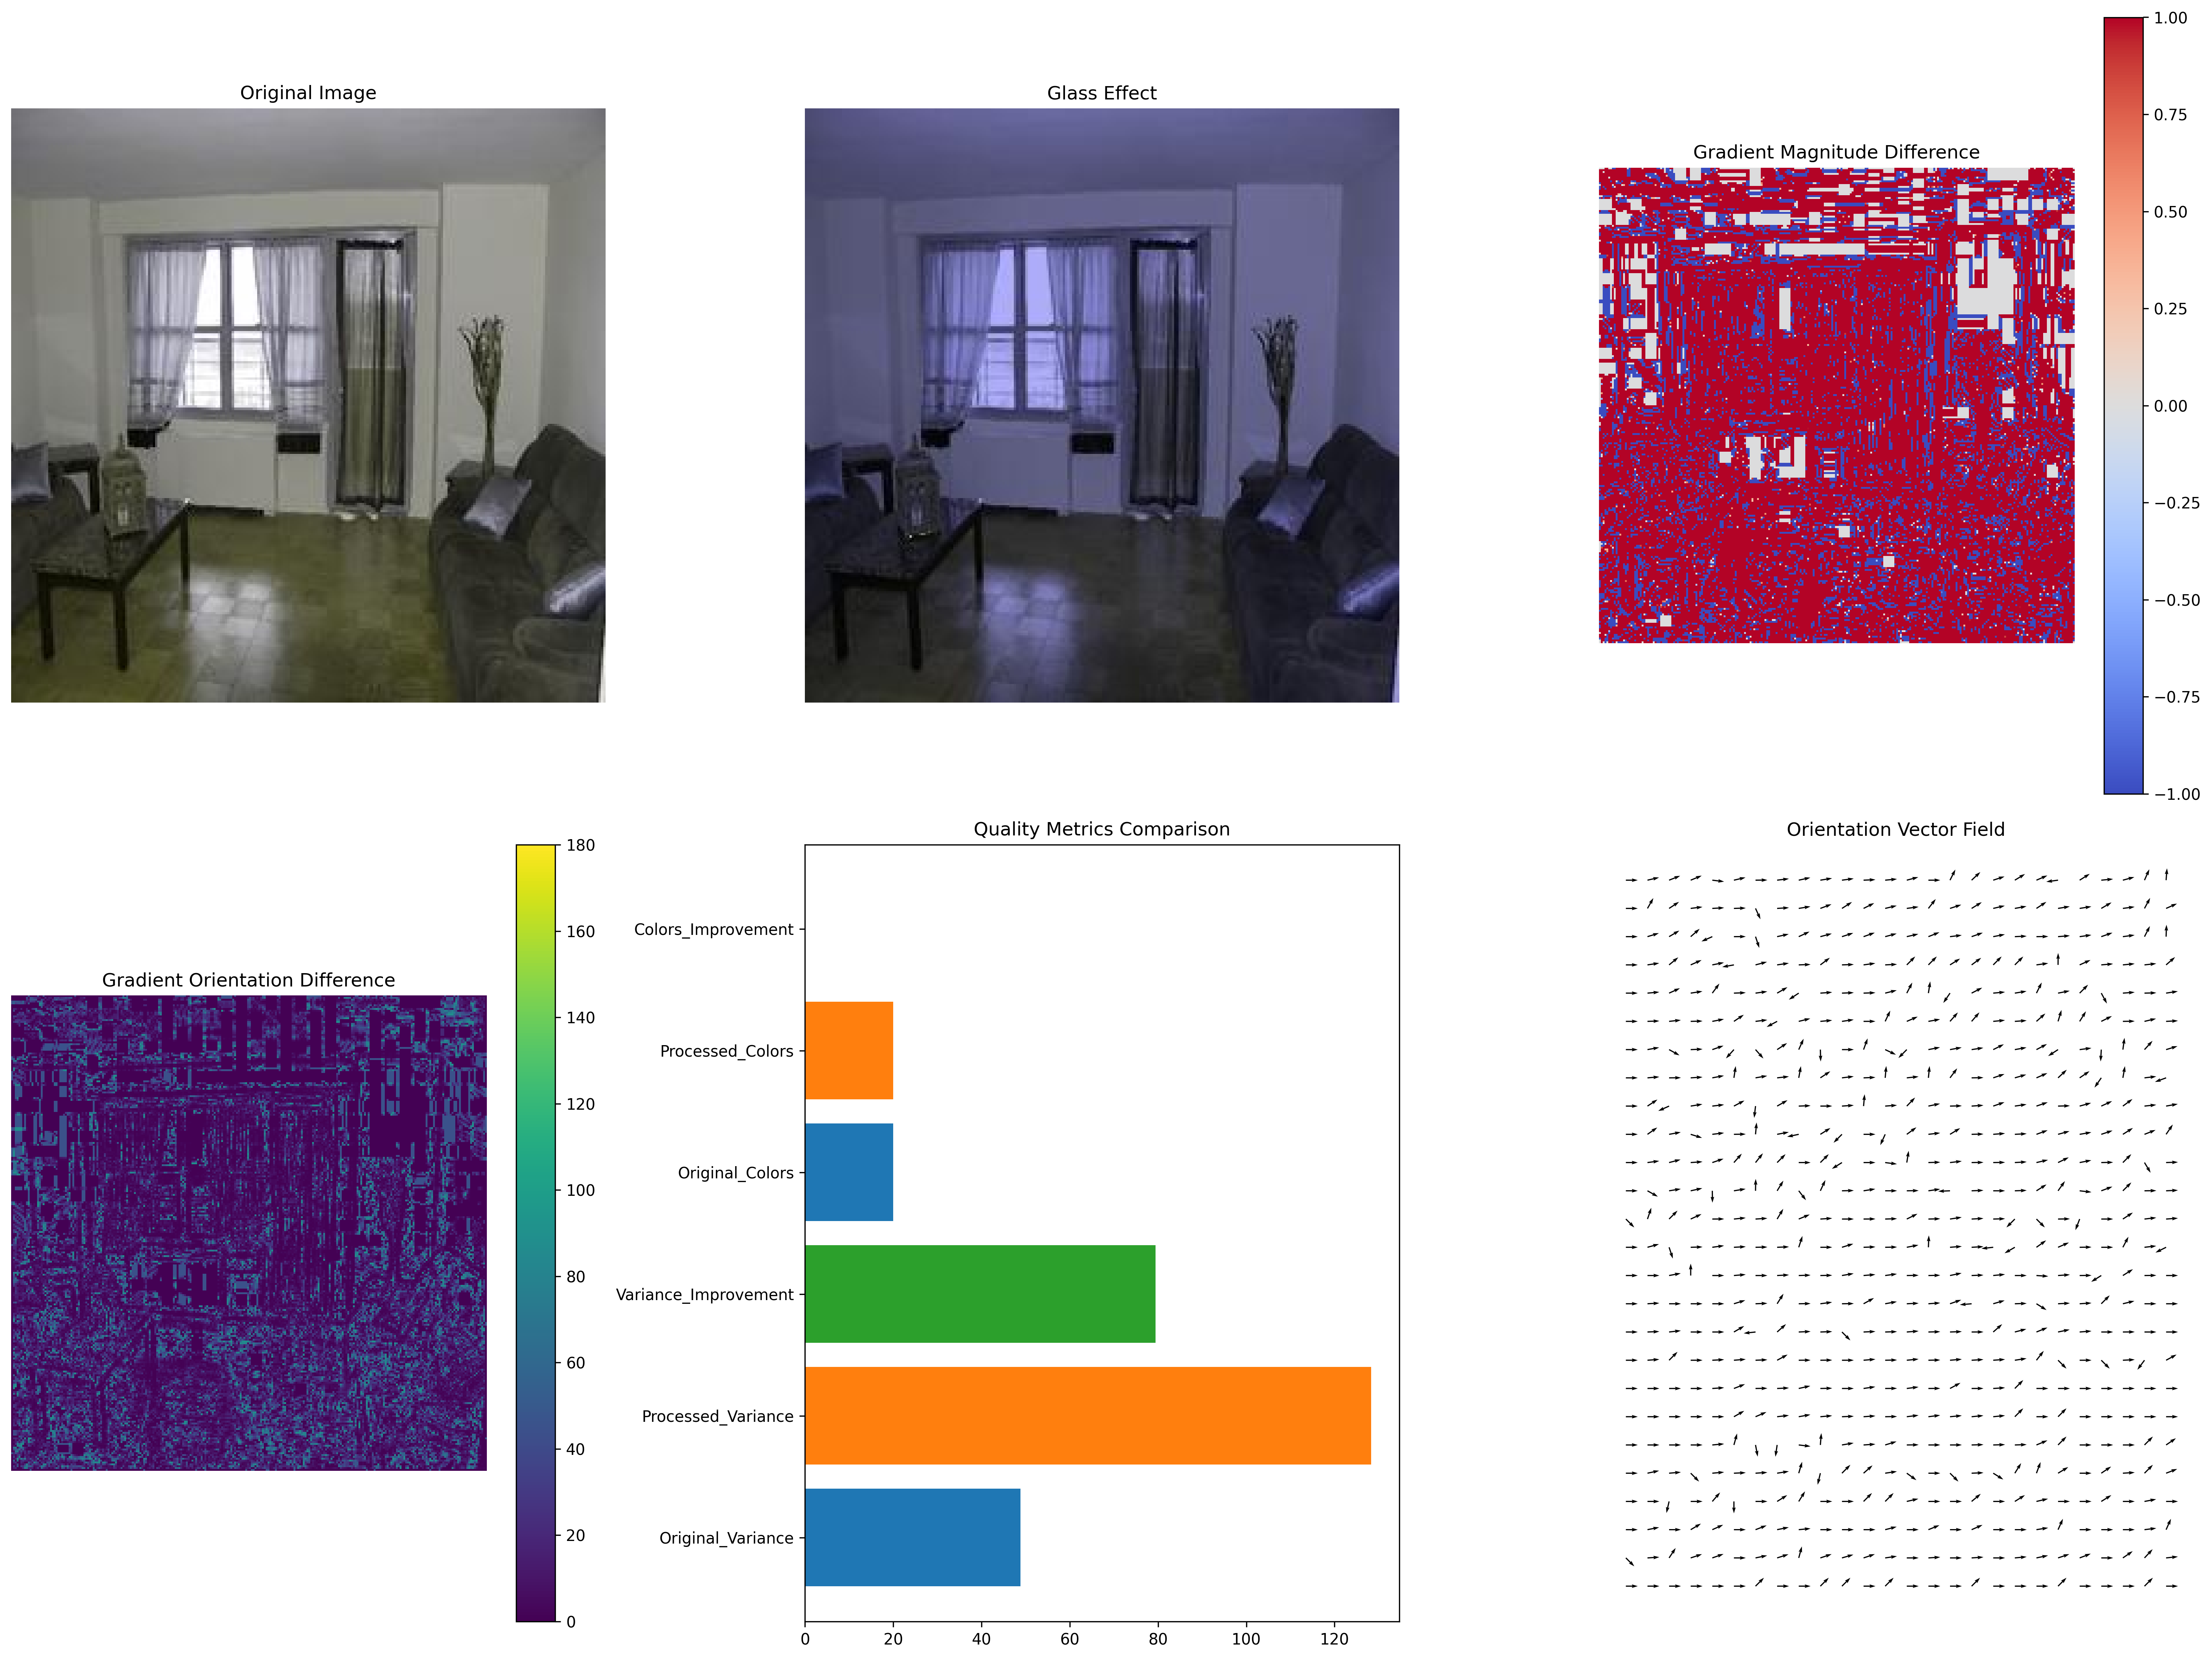 Original Image
Glass Effect
Gradient Magnitude Difference
1.00
0.75
0.50
0.25
0.00
−0.25
−0.50
−0.75
−1.00
Gradient Orientation Difference
180
160
140
120
100
80
60
40
20
0
Quality Metrics Comparison
Colors_Improvement
Processed_Colors
Original_Colors
Variance_Improvement
Processed_Variance
Original_Variance
0 20 40 60 80 100 120
Orientation Vector Field